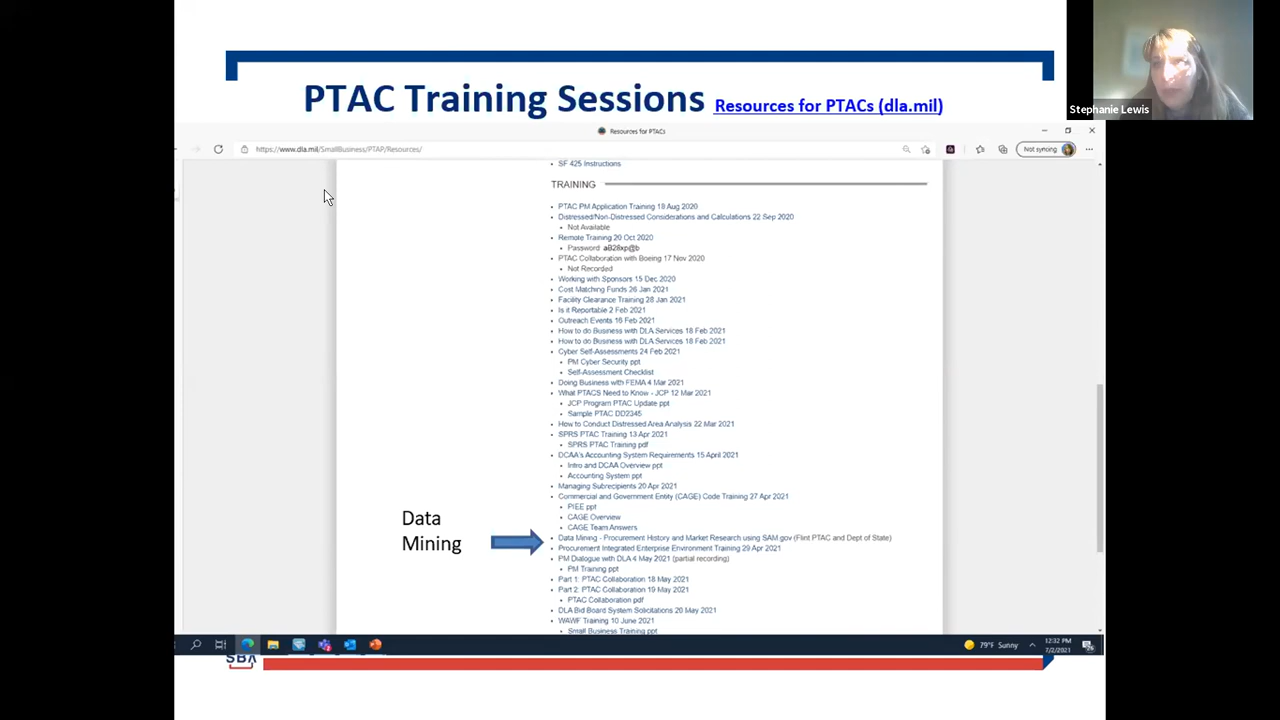 PTAC Training Sessions Resources for PTACs (dla.mil)
Stephanie Lewis
Resources for PTACs
https://www.dla.mil/SmallBusiness/PTAP/Resources/
Not syncing
• SF 425 Instructions
TRAINING
• PTAC PM Application Training 18 Aug 2020
• Distressed/Non-Distressed Considerations and Calculations 22 Sep 2020
• Not Available
• Remote Training 20 Oct 2020
• Password
• PTAC Collaboration with Boeing 17 Nov 2020
• Not Recorded
• Working with Sponsors 15 Dec 2020
• Cost Matching Funds 26 Jan 2021
• Facility Clearance Training 28 Jan 2021
• Is it Reportable 2 Feb 2021
• Outreach Events 16 Feb 2021
• How to do Business with DLA Services 18 Feb 2021
• How to do Business with DLA Services 18 Feb 2021
• Cyber Self-Assessments 24 Feb 2021
• PM Cyber Security ppt
• Self-Assessment Checklist
• Doing Business with FEMA 4 Mar 2021
• What PTACS Need to Know - JCP 12 Mar 2021
• JCP Program PTAC Update ppt
• Sample PTAC DD2345
• How to Conduct Distressed Area Analysis 22 Mar 2021
• SPRS PTAC Training 13 Apr 2021
• SPRS PTAC Training pdf
• DCAA's Accounting System Requirements 15 April 2021
• Intro and DCAA Overview ppt
• Accounting System ppt
• Managing Subrecipients 20 Apr 2021
• Commercial and Government Entity (CAGE) Code Training 27 Apr 2021
• PIEE ppt
• CAGE Overview
• CAGE Team Answers
Data
Mining
• Data Mining - Procurement History and Market Research using SAM.gov (Flint PTAC and Dept of State)
• Procurement Integrated Enterprise Environment Training 29 Apr 2021
• PM Dialogue with DLA 4 May 2021 (partial recording)
• PM Training ppt
• Part 1: PTAC Collaboration 18 May 2021
• Part 2: PTAC Collaboration 19 May 2021
• PTAC Collaboration pdf
• DLA Bid Board System Solicitations 26 May 2021
• WAWF Training 10 June 2021
• Small Business Training ppt
79°F Sunny
12:32 PM
7/2/2021
SBA